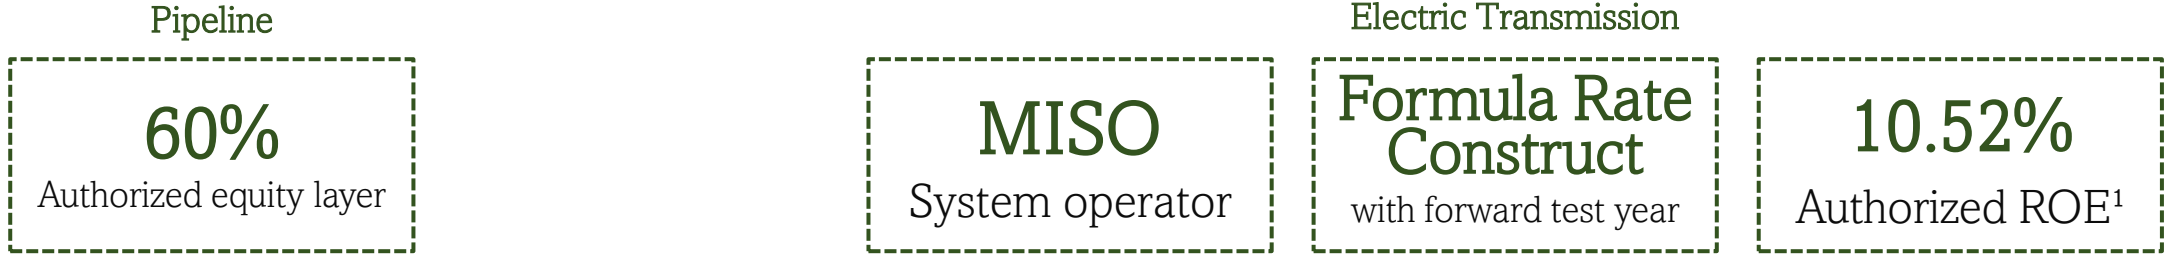 Pipeline
60%
Authorized equity layer
Electric Transmission
MISO
System operator
Formula Rate
Construct
with forward test year
10.52%
Authorized ROE¹